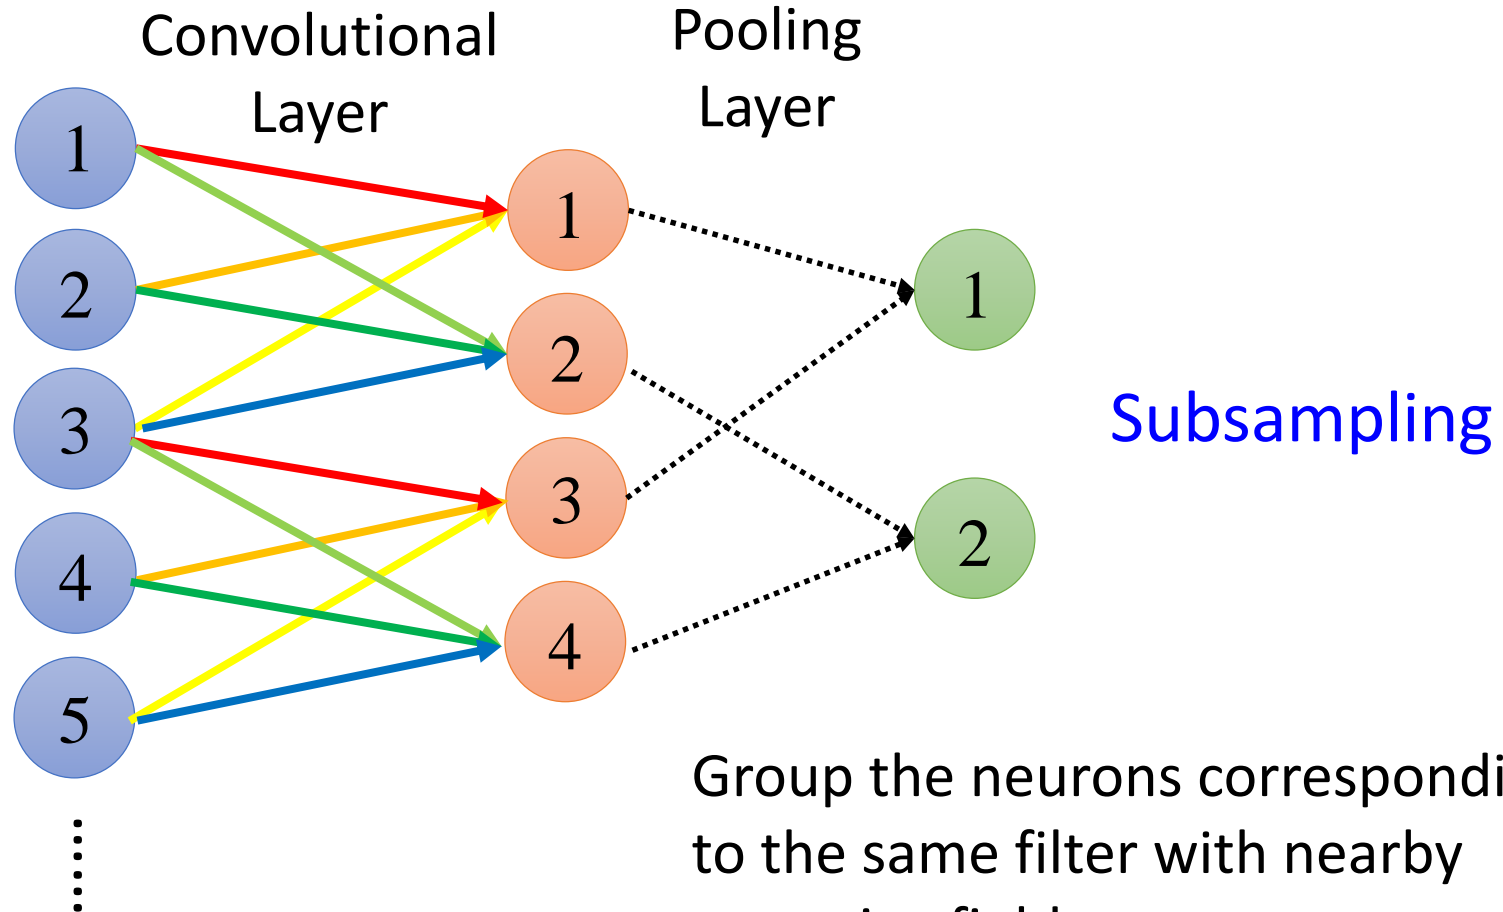 Convolutional
Layer
Pooling
Layer
1
2
3
4
5
1
2
3
4
1
2
Subsampling
Group the neurons correspondi
to the same filter with nearby